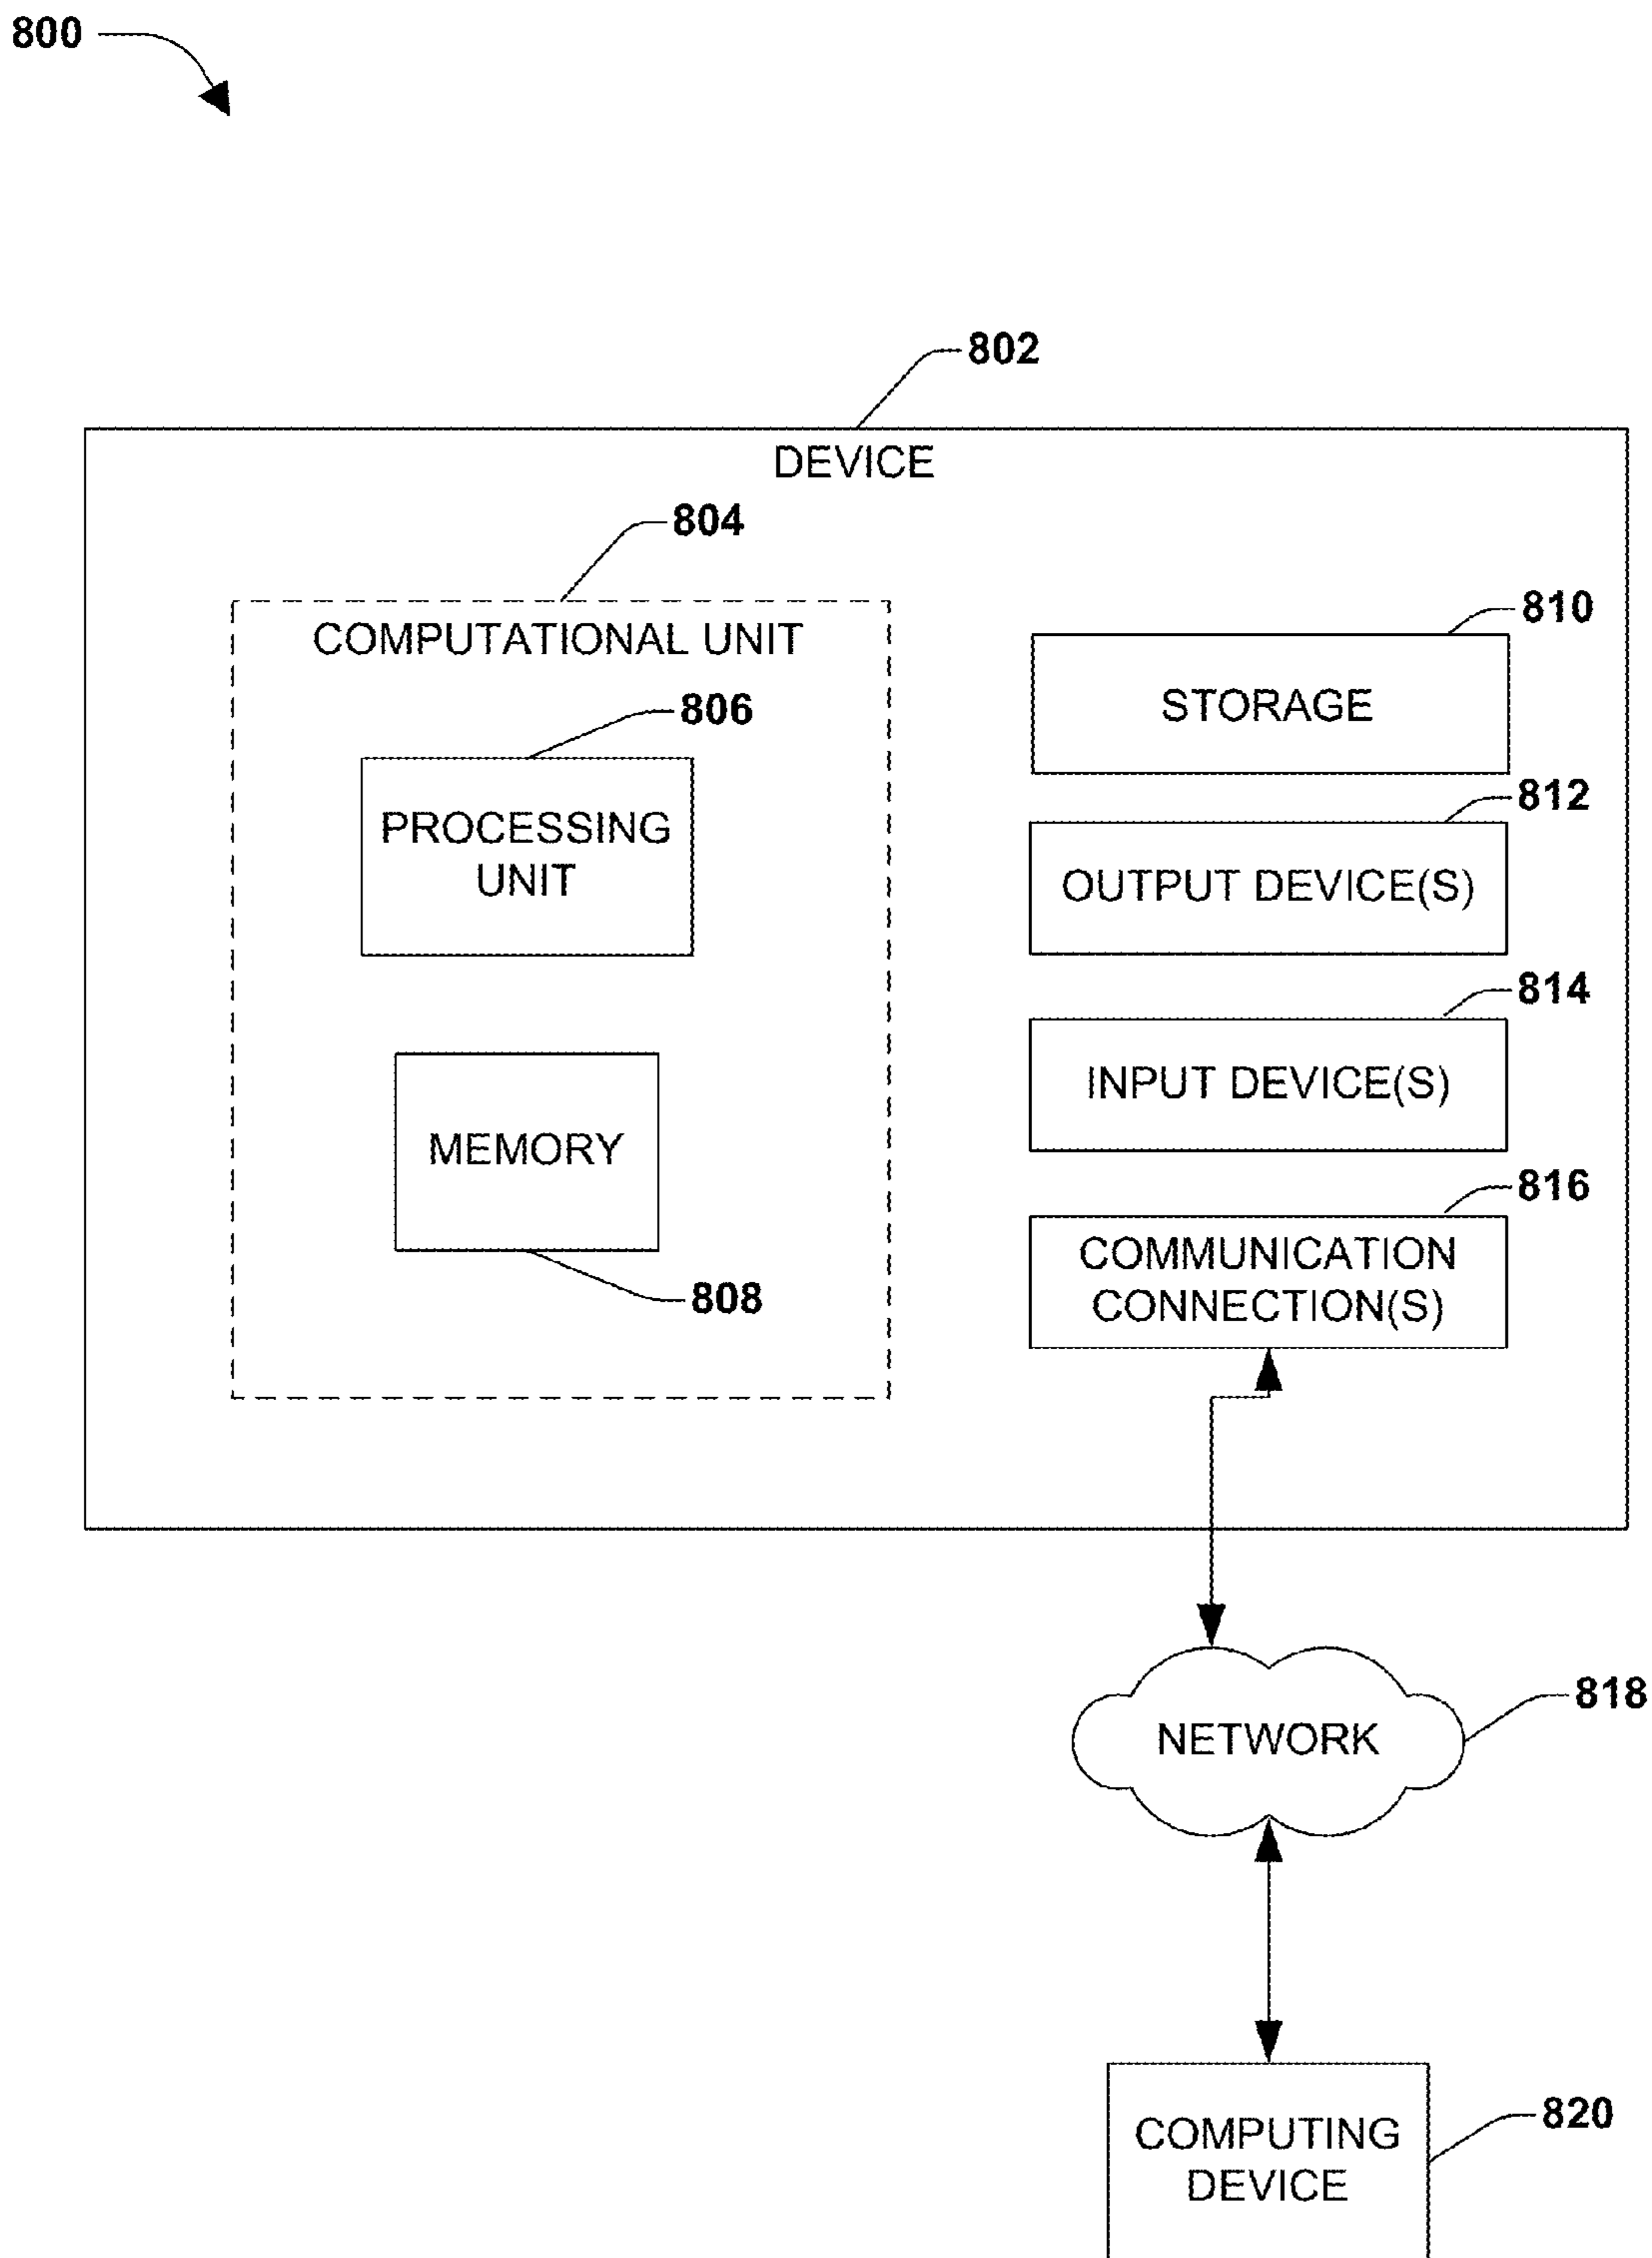 800
802
DEVICE
804
COMPUTATIONAL UNIT
806
PROCESSING
UNIT
MEMORY
808
810
STORAGE
812
OUTPUT DEVICE(S)
814
INPUT DEVICE(S)
816
COMMUNICATION
CONNECTION(S)
818
NETWORK
820
COMPUTING
DEVICE